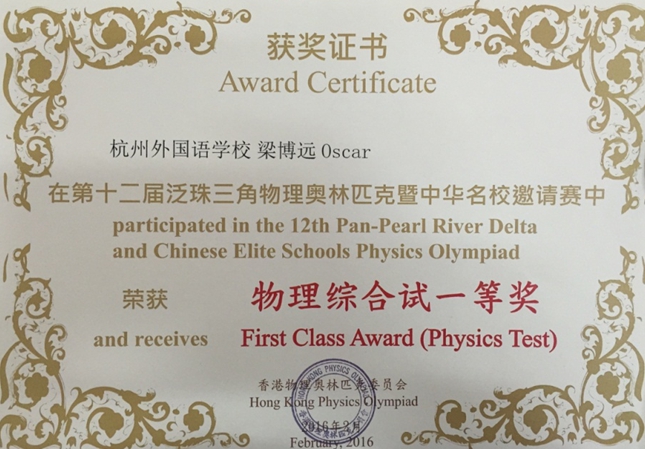 获奖证书
Award Certificate
杭州外国语学校 梁博远 Oscar
在第十二届泛珠三角物理奥林匹克暨中华名校邀请赛中
participated in the 12th Pan-Pearl River Delta
and Chinese Elite Schools Physics Olympiad
荣获 物理综合试一等奖
and receives First Class Award (Physics Test)
香港物理奥林匹克委员会
Hong Kong Physics Olympiad
2016年2月
February, 2016
HONG KONG PHYSICS OLYMPIAD